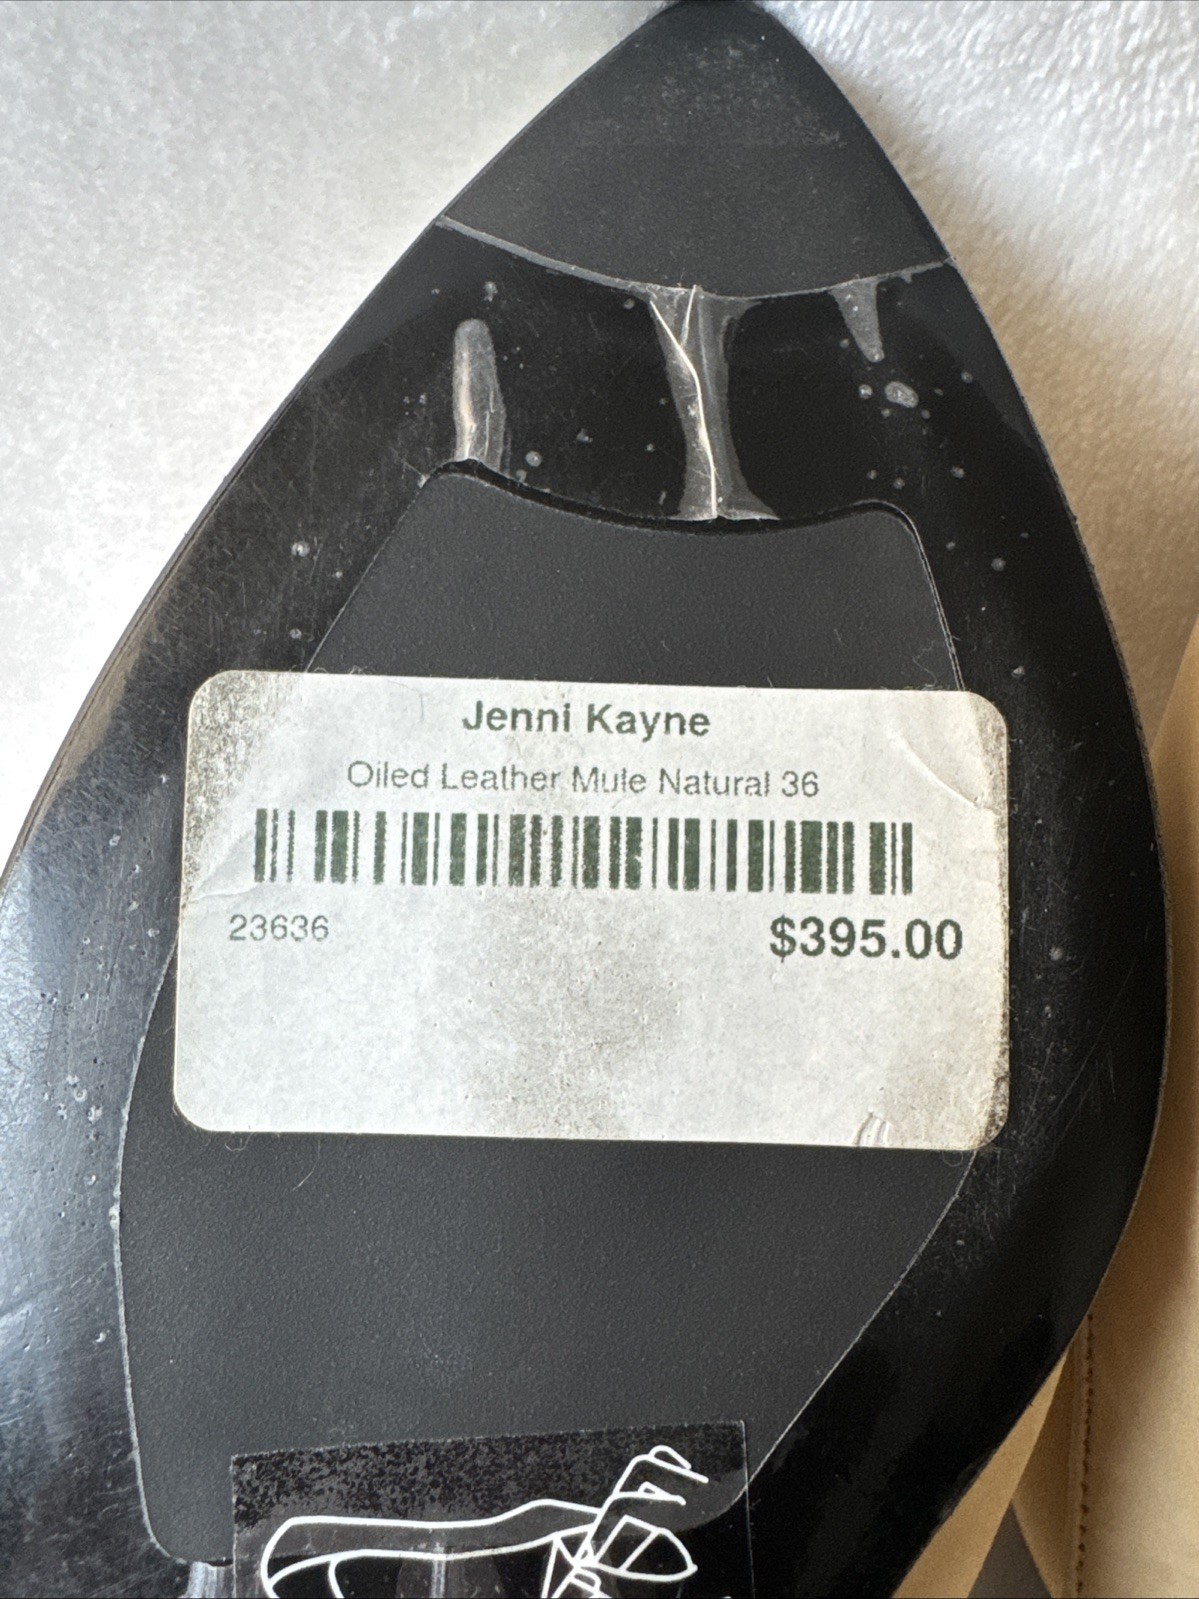 Jenni Kayne
Oiled Leather Mule Natural 36
23636
$395.00